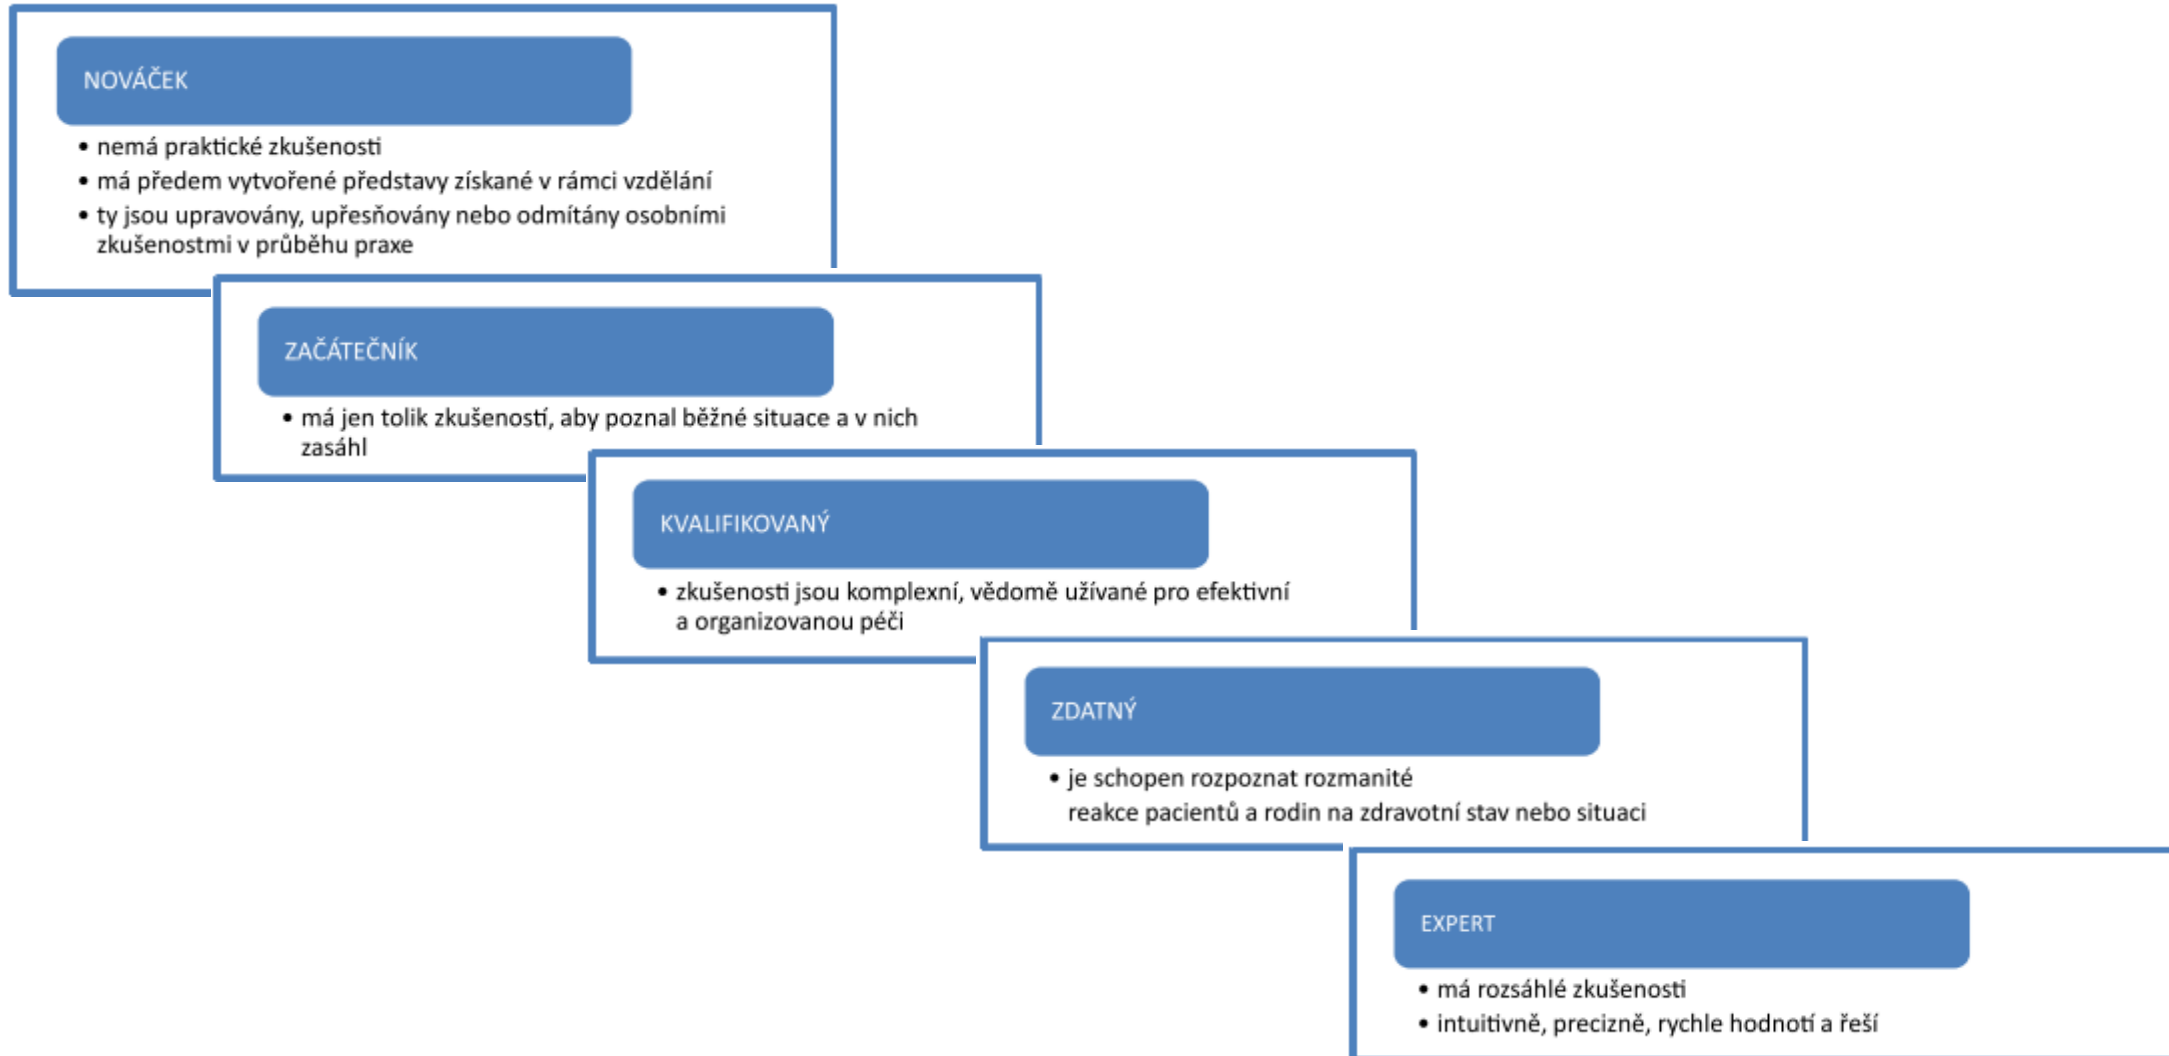 NOVÁČEK
• nemá praktické zkušenosti
• má předem vytvořené představy získané v rámci vzdělání
• ty jsou upravovány, upřesňovány nebo odmítány osobními
zkušenostmi v průběhu praxe
ZAČÁTEČNÍK
• má jen tolik zkušeností, aby poznal běžné situace a v nich
zasáhl
KVALIFIKOVANÝ
• zkušenosti jsou komplexní, vědomě užívané pro efektivní
a organizovanou péči
ZDATNÝ
• je schopen rozpoznat rozmanité
reakce pacientů a rodin na zdravotní stav nebo situaci
EXPERT
• má rozsáhlé zkušenosti
• intuitivně, precizně, rychle hodnotí a řeší